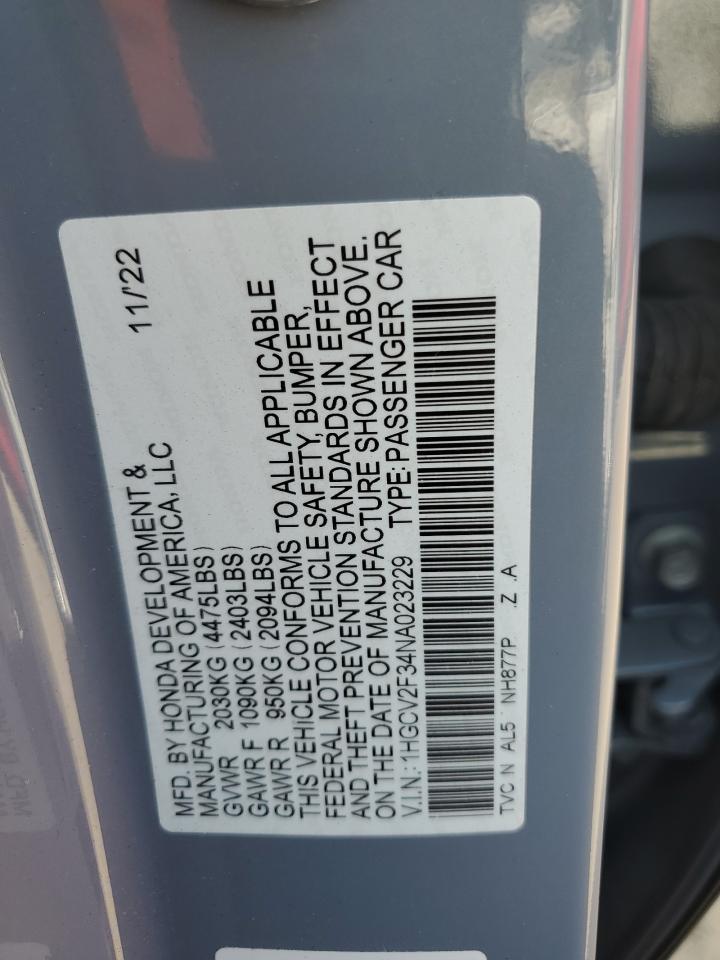 MFD. BY HONDA DEVELOPMENT & 11/'22
MANUFACTURING OF AMERICA, LLC
GVWR 2030KG (4475LBS)
GAWR F 1090KG (2403LBS)
GAWR R 950KG (2094LBS)
THIS VEHICLE CONFORMS TO ALL APPLICABLE
FEDERAL MOTOR VEHICLE SAFETY, BUMPER,
AND THEFT PREVENTION STANDARDS IN EFFECT
ON THE DATE OF MANUFACTURE SHOWN ABOVE.
V.I.N.: 1HGCV2F34NA023229 TYPE: PASSENGER CAR
TVC N AL5 NH877P .Z .A